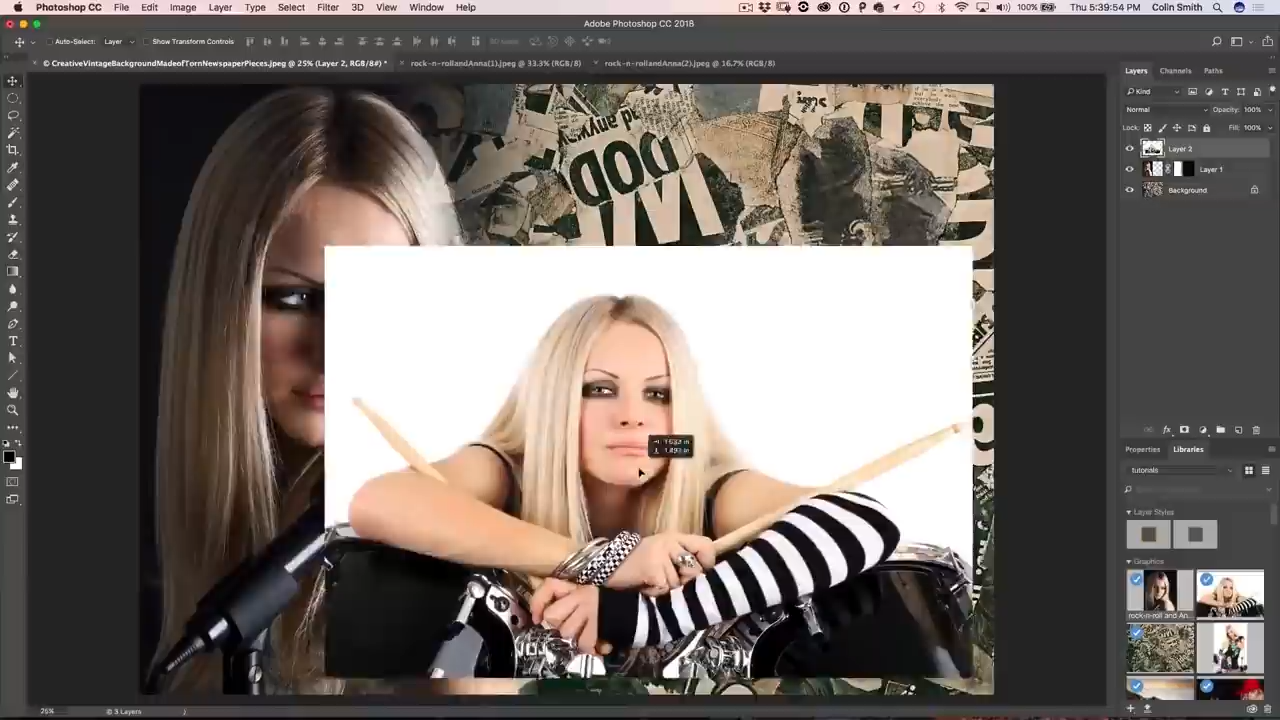 Photoshop CC File Edit Image Layer Type Select Filter 3D View Window Help 100% Thu 5:39:54 PM Colin Smith
Adobe Photoshop CC 2018
Auto-Select: Layer Show Transform Controls
© CreativeVintageBackgroundMadeofTornNewspaperPieces.jpeg @ 25% (Layer 2, RGB/8#) * rock-n-rollandAnna(1).jpeg @ 33.3% (RGB/8) rock-n-rollandAnna(2).jpeg @ 16.7% (RGB/8)
Layers Channels Paths
Kind
Normal Opacity: 100%
Lock: Fill: 100%
Layer 2
Layer 1
Background
Properties Libraries
tutorials
Layer Styles
Graphics
rock-n-roll and An...
25% © 3 Layers